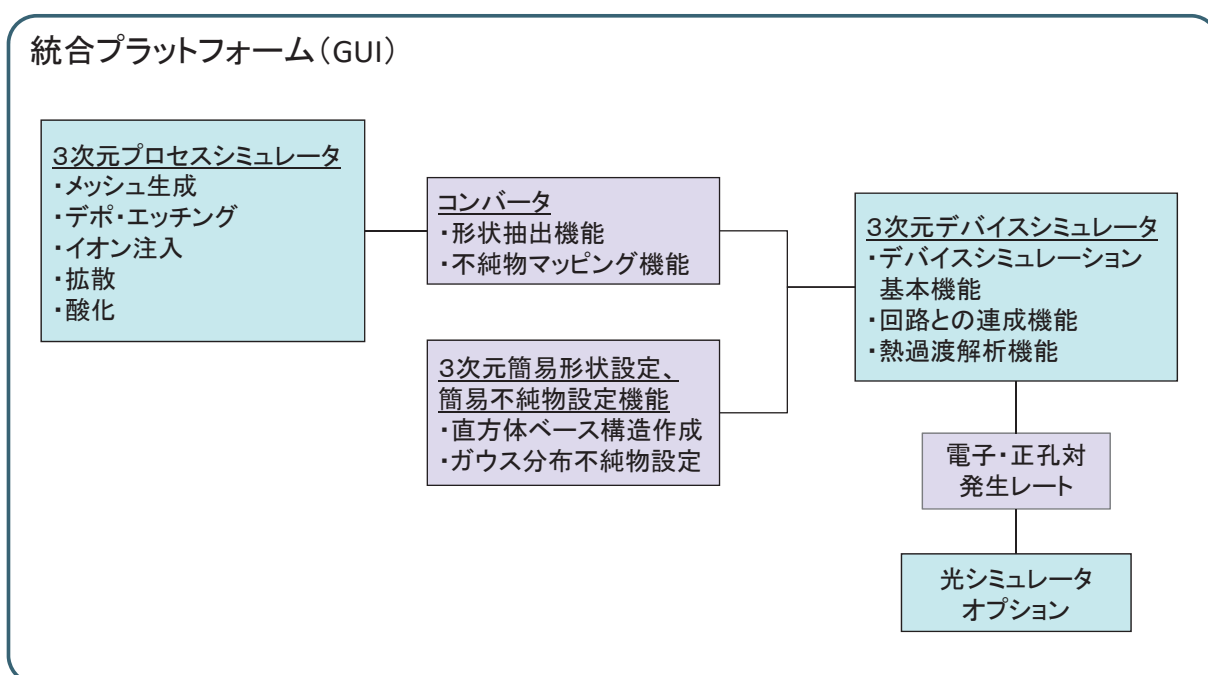 統合プラットフォーム（GUI）
３次元プロセスシミュレータ
・メッシュ生成
・デポ・エッチング
・イオン注入
・拡散
・酸化
コンバータ
・形状抽出機能
・不純物マッピング機能
３次元簡易形状設定、
簡易不純物設定機能
・直方体ベース構造作成
・ガウス分布不純物設定
３次元デバイスシミュレータ
・デバイスシミュレーション
基本機能
・回路との連成機能
・熱過渡解析機能
電子・正孔対
発生レート
光シミュレータ
オプション